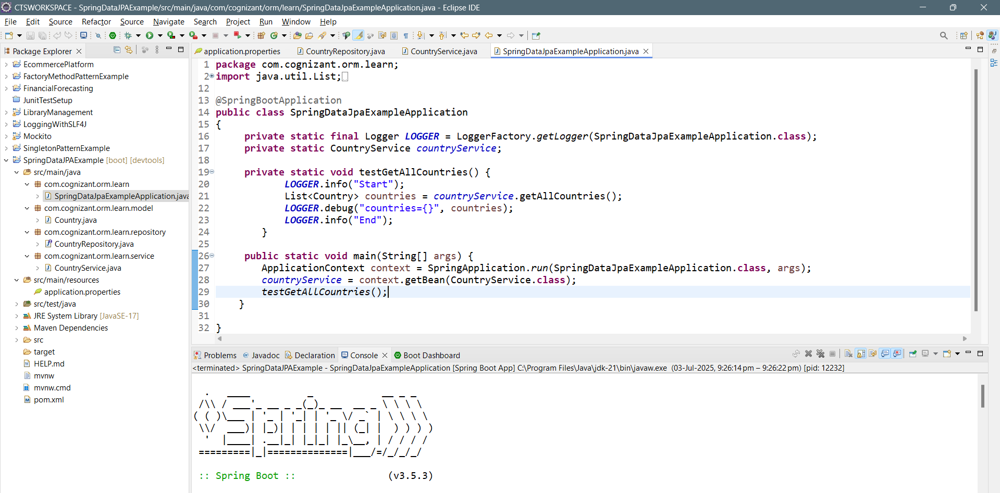 CTSWORKSPACE - SpringDataJPAExample/src/main/java/com/cognizant/orm/learn/SpringDataJpaExampleApplication.java - Eclipse IDE
File Edit Source Refactor Source Navigate Search Project Run Window Help
Package Explorer
EcommercePlatform
FactoryMethodPatternExample
FinancialForecasting
JunitTestSetup
LibraryManagement
LoggingWithSLF4J
Mockito
SingletonPatternExample
SpringDataJPAExample [boot] [devtools]
src/main/java
com.cognizant.orm.learn
SpringDataJpaExampleApplication.java
com.cognizant.orm.learn.model
Country.java
com.cognizant.orm.learn.repository
CountryRepository.java
com.cognizant.orm.learn.service
CountryService.java
src/main/resources
application.properties
src/test/java
JRE System Library [JavaSE-17]
Maven Dependencies
src
target
HELP.md
mvnw
mvnw.cmd
pom.xml
application.properties CountryRepository.java CountryService.java SpringDataJpaExampleApplication.java
1 package com.cognizant.orm.learn;
2 import java.util.List;
12
13 @SpringBootApplication
14 public class SpringDataJpaExampleApplication
15 {
16 private static final Logger LOGGER = LoggerFactory.getLogger(SpringDataJpaExampleApplication.class);
17 private static CountryService countryService;
18
19 private static void testGetAllCountries() {
20 LOGGER.info("Start");
21 List<Country> countries = countryService.getAllCountries();
22 LOGGER.debug("countries={}", countries);
23 LOGGER.info("End");
24 }
25
26 public static void main(String[] args) {
27 ApplicationContext context = SpringApplication.run(SpringDataJpaExampleApplication.class, args);
28 countryService = context.getBean(CountryService.class);
29 testGetAllCountries();
30 }
31
32 }
Problems Javadoc Declaration Console Boot Dashboard
<terminated> SpringDataJPAExample - SpringDataJpaExampleApplication [Spring Boot App] C:\Program Files\Java\jdk-21\bin\javaw.exe (03-Jul-2025, 9:26:14 pm – 9:26:22 pm) [pid: 12232]
  .   ____          _            __ _ _
 /\\ / ___'_ __ _ _(_)_ __  __ _ \ \ \ \
( ( )\___ | '_ | '_| | '_ \/ _` | \ \ \ \
 \\/  ___)| |_)| | | | | || (_| |  ) ) ) )
  '  |____| .__|_| |_|_| |_\__, | / / / /
 =========|_|==============|___/=/_/_/_/
:: Spring Boot :: (v3.5.3)